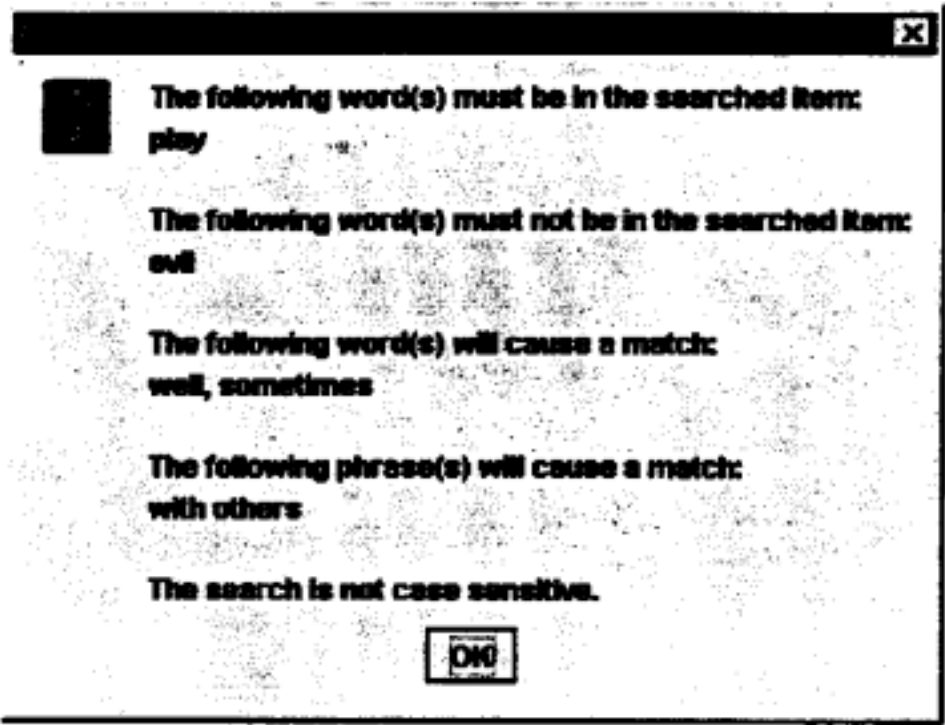 The following word(s) must be in the searched item:
play
The following word(s) must not be in the searched item:
evil
The following word(s) will cause a match:
well, sometimes
The following phrase(s) will cause a match:
with others
The search is not case sensitive.
OK